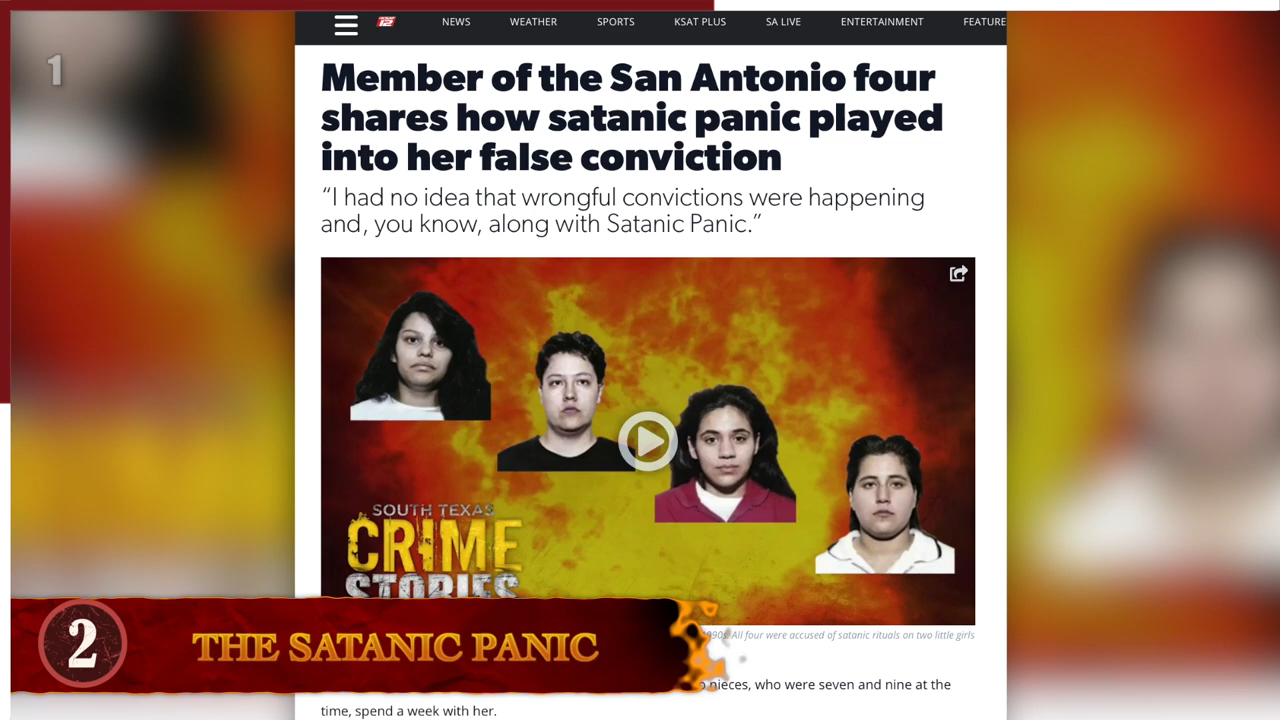 1
12
NEWS
WEATHER
SPORTS
KSAT PLUS
SA LIVE
ENTERTAINMENT
FEATURE
Member of the San Antonio four
shares how satanic panic played
into her false conviction
“I had no idea that wrongful convictions were happening
and, you know, along with Satanic Panic.”
SOUTH TEXAS
CRIME
STORIES
All four were accused of satanic rituals on two little girls
2
THE SATANIC PANIC
nieces, who were seven and nine at the
time, spend a week with her.